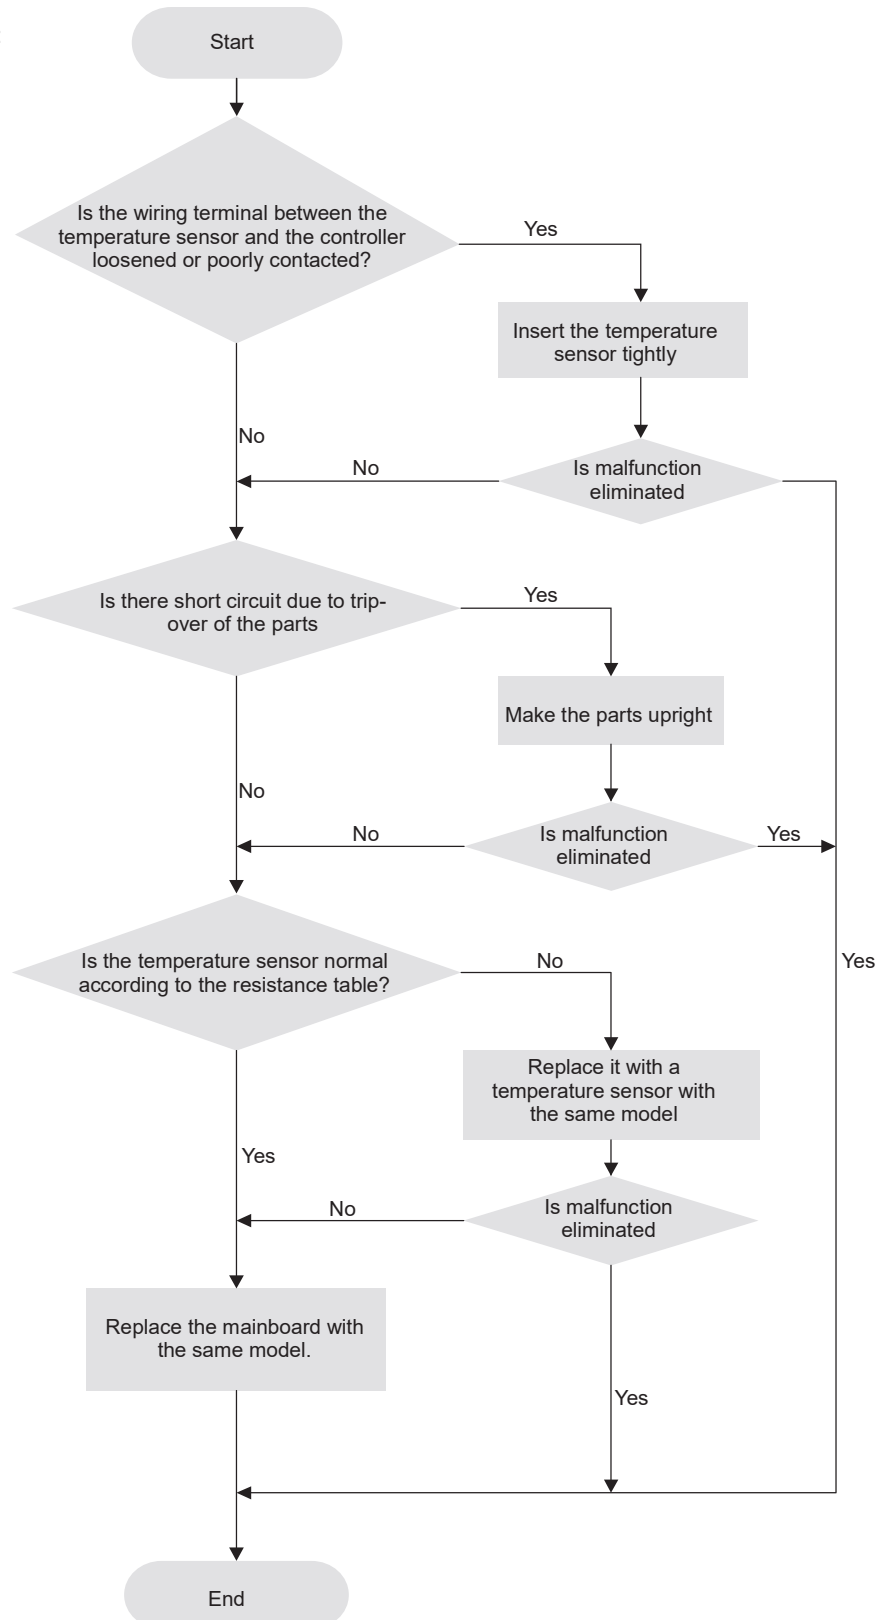 Start
Is the wiring terminal between the
temperature sensor and the controller
loosened or poorly contacted?
Yes
Insert the temperature
sensor tightly
No
No
Is malfunction
eliminated
Is there short circuit due to trip-
over of the parts
Yes
Make the parts upright
No
No
Is malfunction
eliminated
Yes
Is the temperature sensor normal
according to the resistance table?
No
Yes
Replace it with a
temperature sensor with
the same model
Yes
No
Is malfunction
eliminated
Replace the mainboard with
the same model.
Yes
End